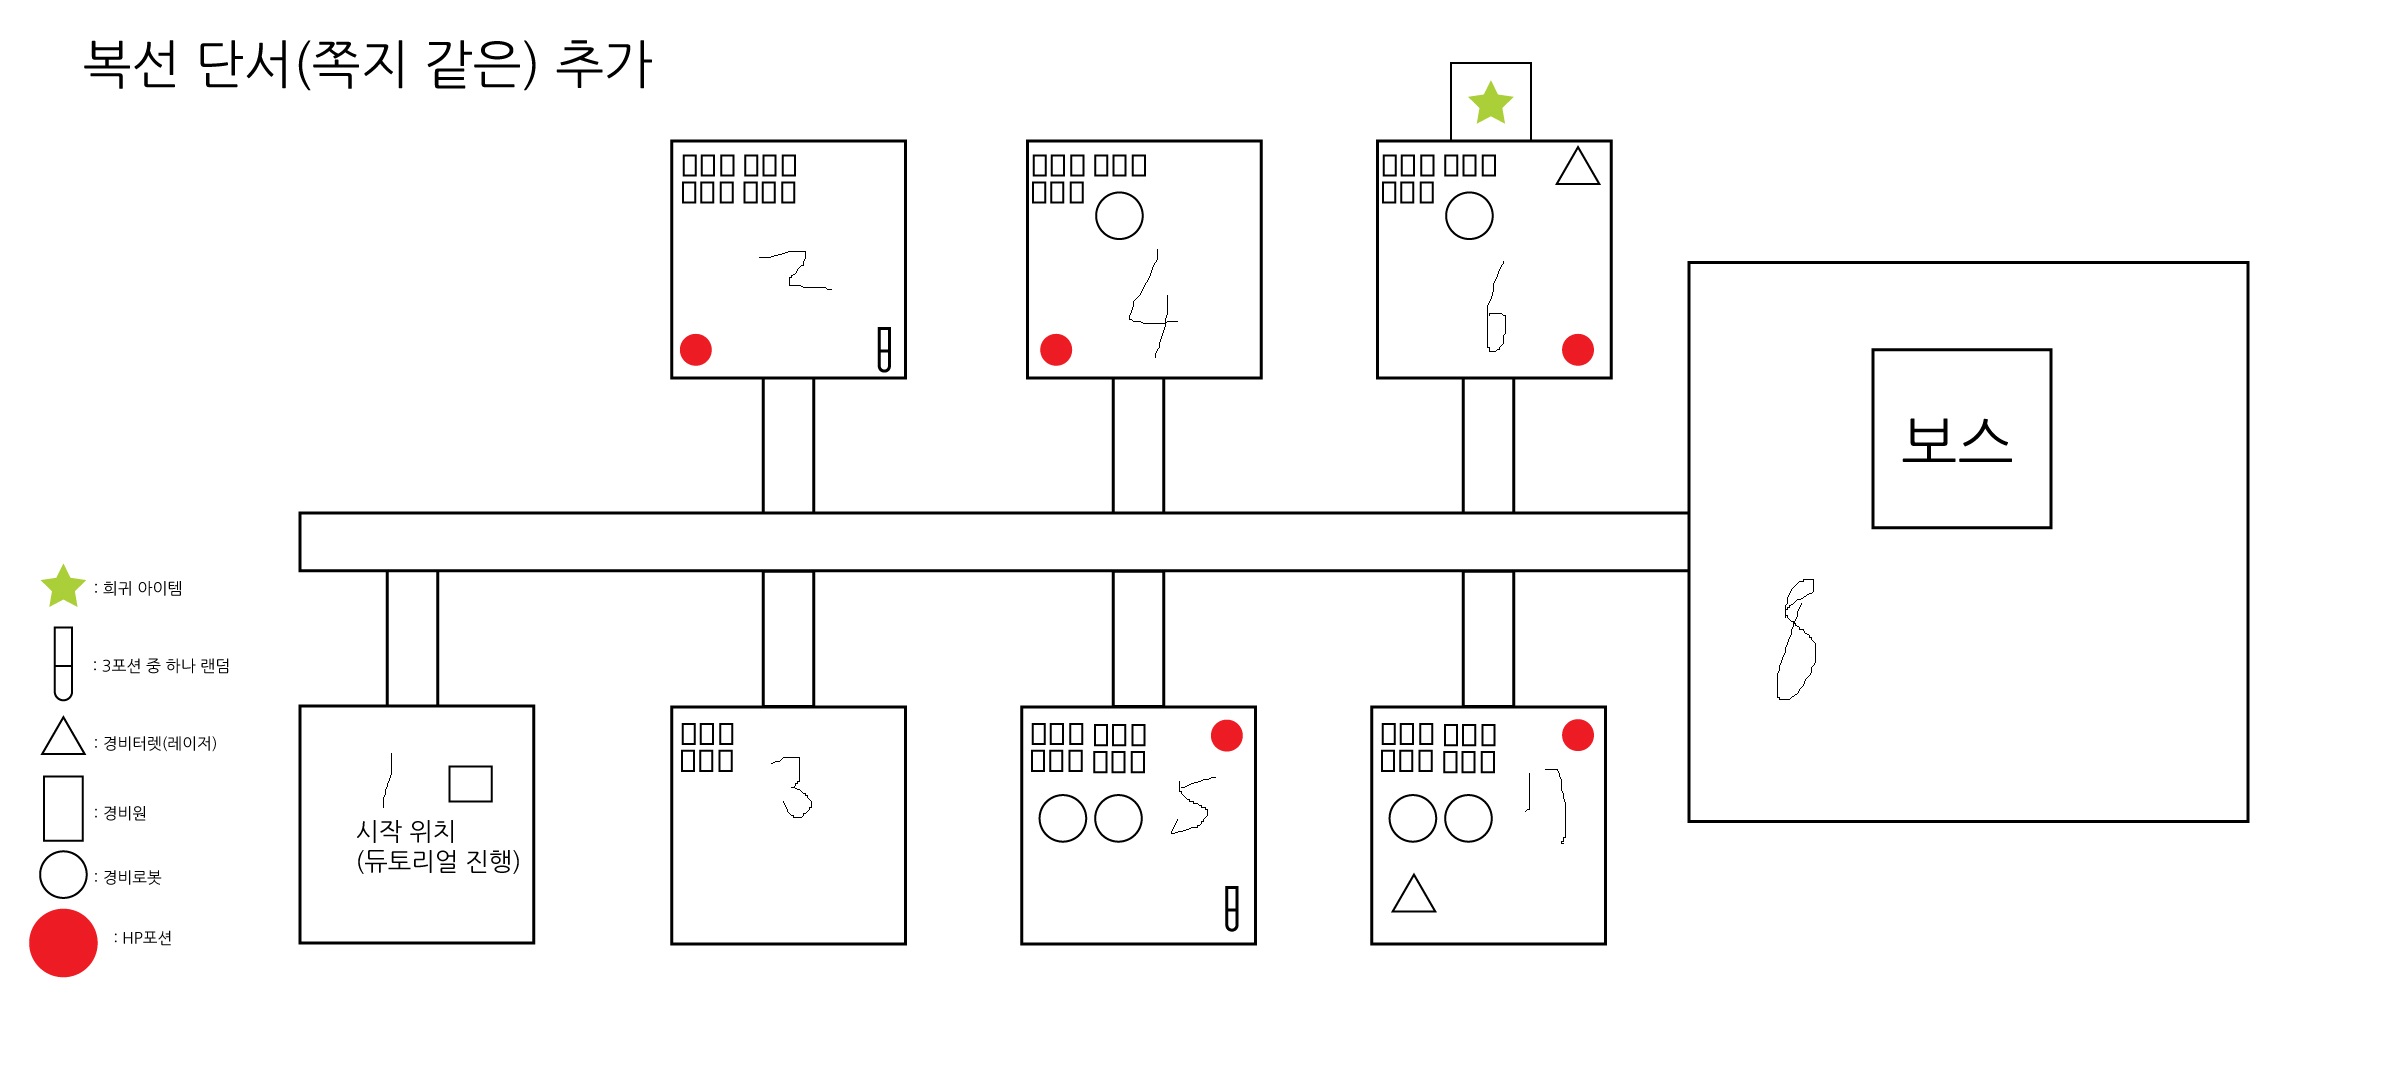 복선 단서(쪽지 같은) 추가
2
4
6
보스
8
: 희귀 아이템
: 3포션 중 하나 랜덤
: 경비터렛(레이저)
: 경비원
: 경비로봇
: HP포션
1
시작 위치
(듀토리얼 진행)
3
5
7